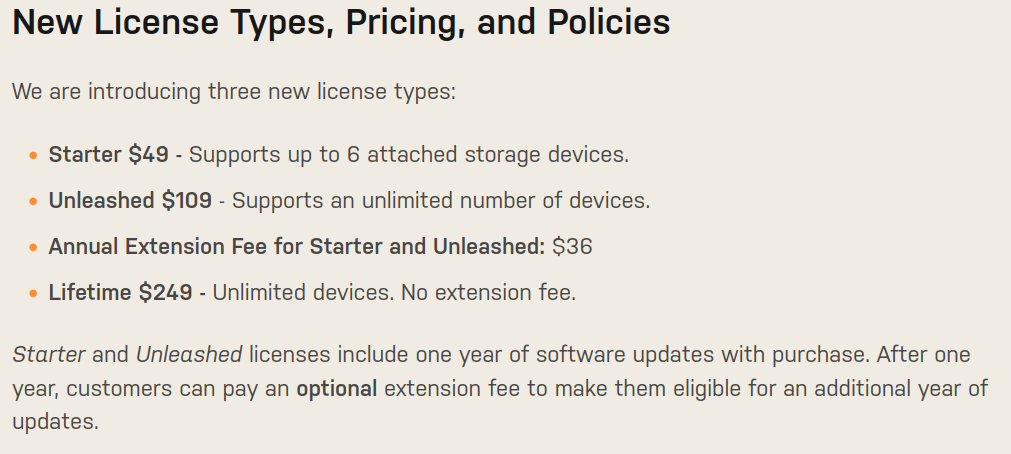 New License Types, Pricing, and Policies
We are introducing three new license types:
• Starter $49 - Supports up to 6 attached storage devices.
• Unleashed $109 - Supports an unlimited number of devices.
• Annual Extension Fee for Starter and Unleashed: $36
• Lifetime $249 - Unlimited devices. No extension fee.
Starter and Unleashed licenses include one year of software updates with purchase. After one
year, customers can pay an optional extension fee to make them eligible for an additional year of
updates.